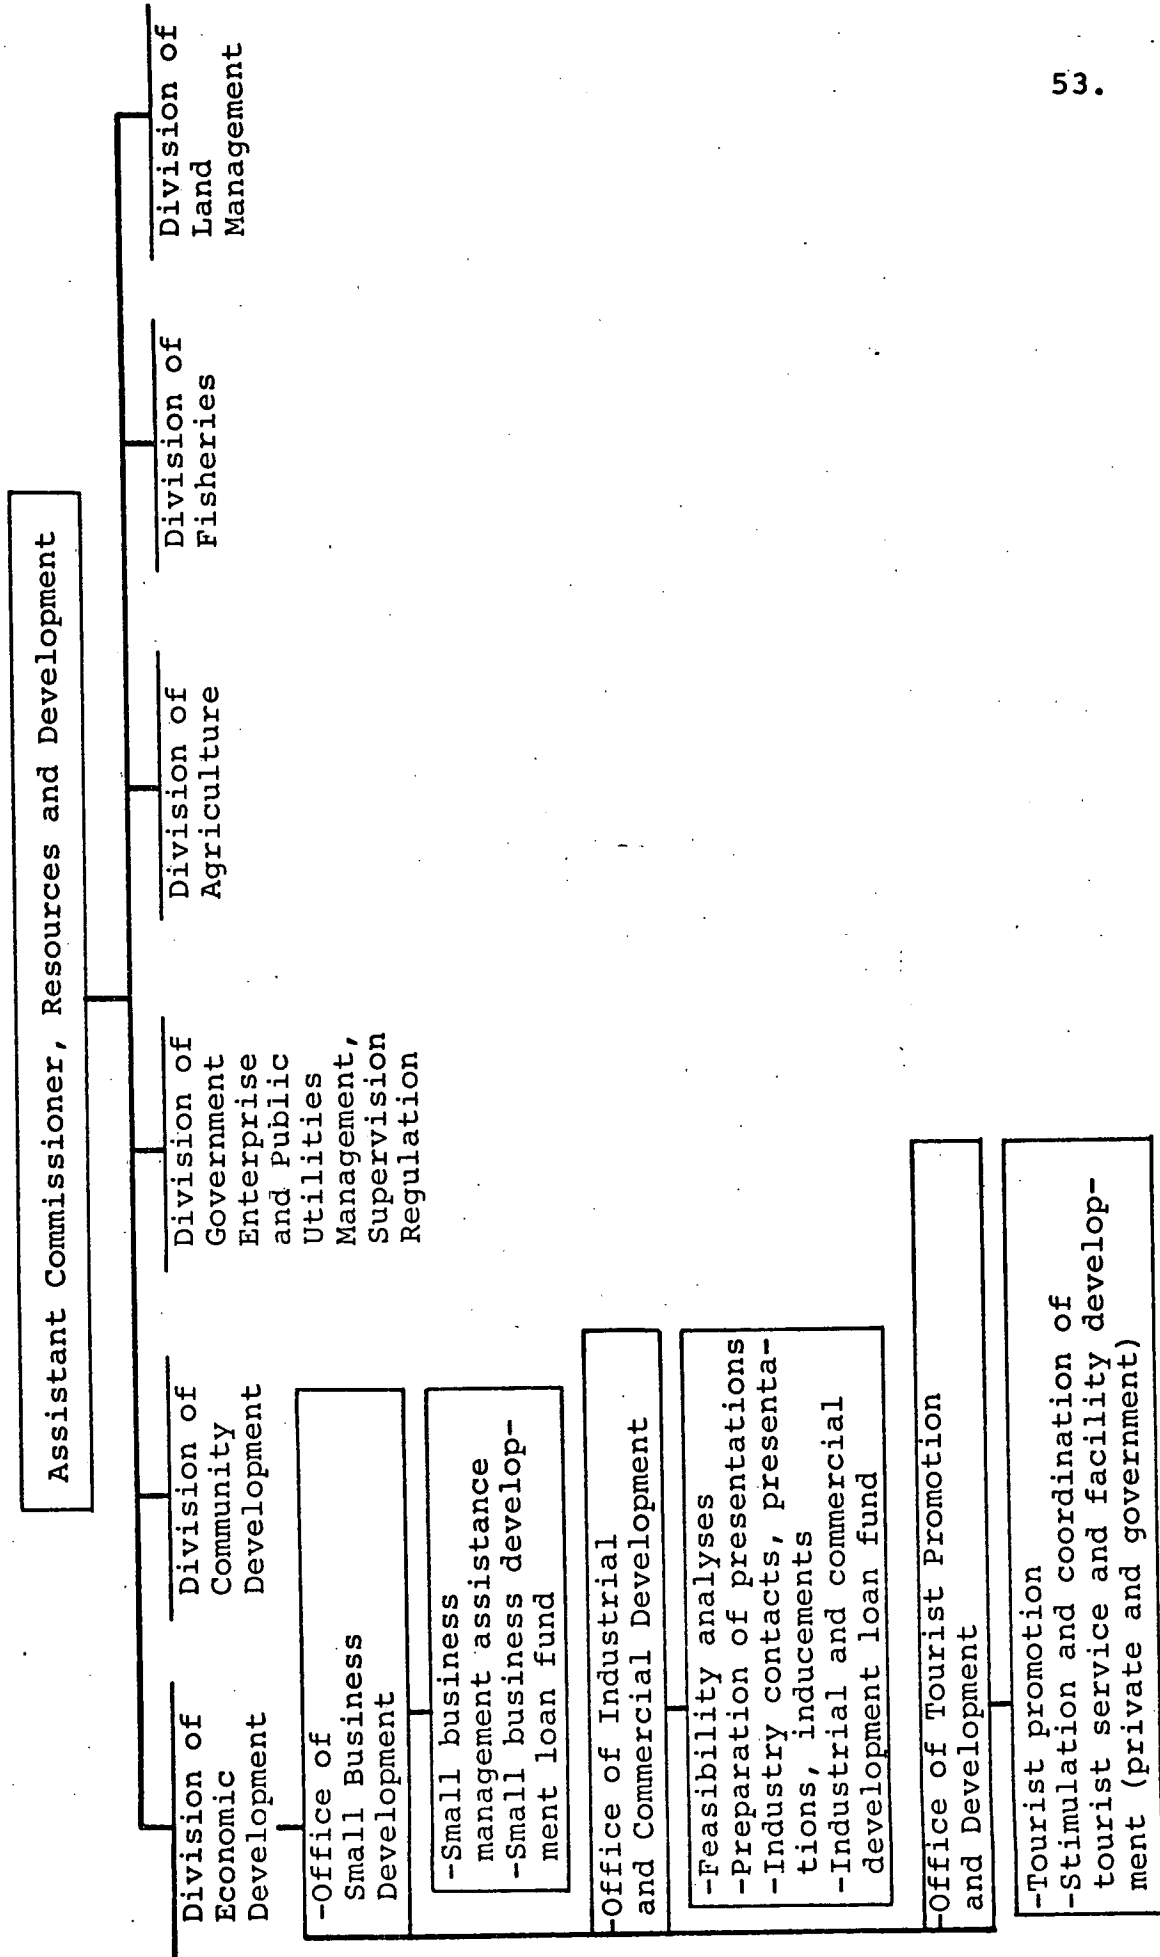 53.
Assistant Commissioner, Resources and Development
Division of
Economic
Development
Division of
Community
Development
Division of
Government
Enterprise
and Public
Utilities
Management,
Supervision
Regulation
Division of
Agriculture
Division of
Fisheries
Division of
Land
Management
-Office of
Small Business
Development
-Small business
management assistance
-Small business develop-
ment loan fund
-Office of Industrial
and Commercial Development
-Feasibility analyses
-Preparation of presentations
-Industry contacts, presenta-
tions, inducements
-Industrial and commercial
development loan fund
-Office of Tourist Promotion
and Development
-Tourist promotion
-Stimulation and coordination of
tourist service and facility develop-
ment (private and government)